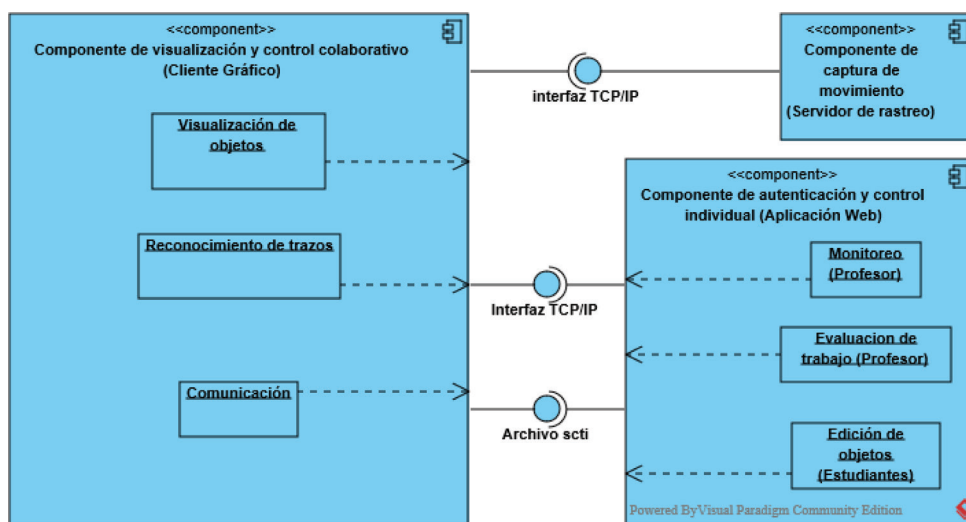 <<component>>
Componente de visualización y control colaborativo
(Cliente Gráfico)
Visualización de
objetos
Reconocimiento de trazos
Comunicación
interfaz TCP/IP
Interfaz TCP/IP
Archivo scti
<<component>>
Componente de
captura de
movimiento
(Servidor de rastreo)
<<component>>
Componente de autenticación y control
individual (Aplicación Web)
Monitoreo
(Profesor)
Evaluacion de
trabajo (Profesor)
Edición de
objetos
(Estudiantes)
Powered ByVisual Paradigm Community Edition